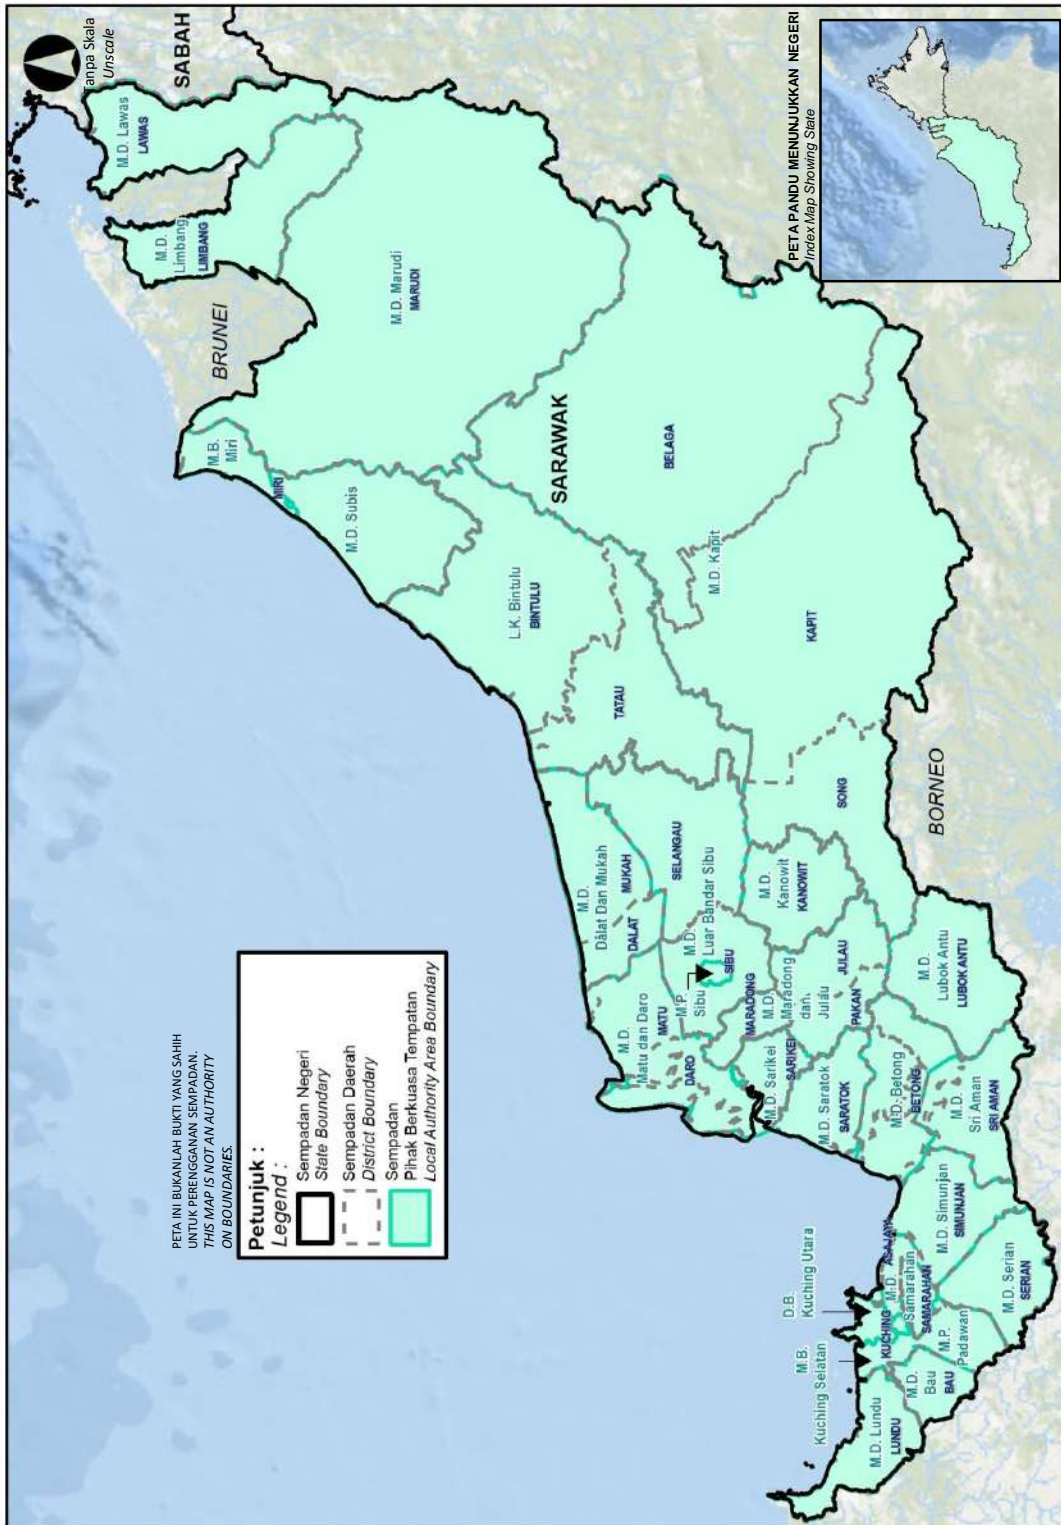 Tanpa Skala
Unscale
SABAH
M.D. Lawas
LAWAS
M.D.
Limbang
LIMBANG
BRUNEI
M.D. Marudi
MARUDI
M.B.
Miri
MIRI
M.D. Subis
SARAWAK
BELAGA
L.K. Bintulu
BINTULU
M.D. Kapit
KAPIT
TATAU
SONG
BORNEO
SELANGAU
M.D.
Dalat Dan Mukah
MUKAH
DALAT
M.D.
Luar Bandar Sibu
SIBU
M.P.
Sibu
M.D.
Kanowit
KANOWIT
M.D.
Matu dan Daro
MATU
DARO
MARADONG
M.D.
Maradong
dan
Julau
JULAU
PAKAN
M.D. Sarikei
SARIKEI
M.D. Saratok
SARATOK
M.D. Betong
BETONG
M.D.
Lubok Antu
LUBOK ANTU
M.D.
Sri Aman
SRI AMAN
M.D. Simunjan
SIMUNJAN
ASAJAYA
M.D.
Samarahan
SAMARAHAN
M.D. Serian
SERIAN
D.B.
Kuching Utara
KUCHING
M.B.
Kuching Selatan
M.P.
Padawan
M.D.
Bau
BAU
M.D. Lundu
LUNDU
PETA INI BUKANLAH BUKTI YANG SAHIH
UNTUK PERENGGANAN SEMPADAN.
THIS MAP IS NOT AN AUTHORITY
ON BOUNDARIES.
Petunjuk :
Legend :
Sempadan Negeri
State Boundary
Sempadan Daerah
District Boundary
Sempadan
Pihak Berkuasa Tempatan
Local Authority Area Boundary
PETA PANDU MENUNJUKKAN NEGERI
Index Map Showing State